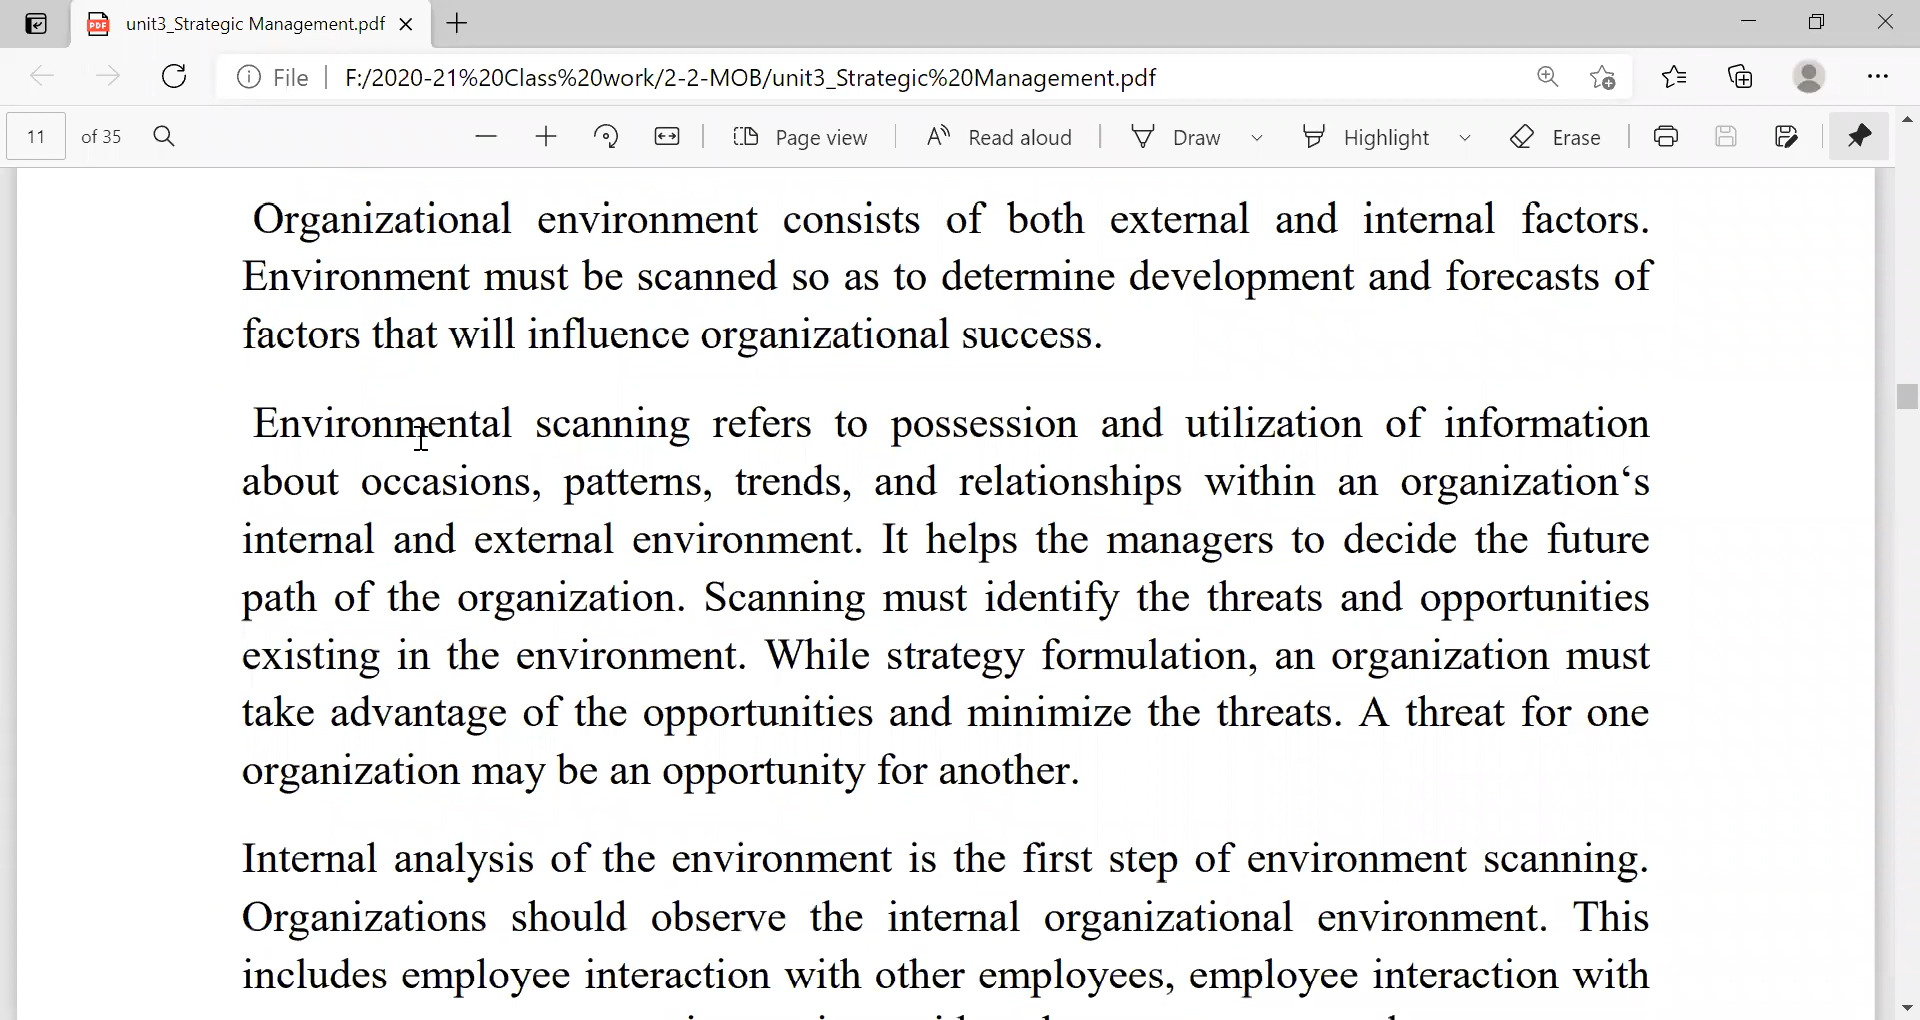 unit3_Strategic Management.pdf
File F:/2020-21%20Class%20work/2-2-MOB/unit3_Strategic%20Management.pdf
11 of 35 Page view Read aloud Draw Highlight Erase
Organizational environment consists of both external and internal factors.
Environment must be scanned so as to determine development and forecasts of
factors that will influence organizational success.
Environmental scanning refers to possession and utilization of information
about occasions, patterns, trends, and relationships within an organization‘s
internal and external environment. It helps the managers to decide the future
path of the organization. Scanning must identify the threats and opportunities
existing in the environment. While strategy formulation, an organization must
take advantage of the opportunities and minimize the threats. A threat for one
organization may be an opportunity for another.
Internal analysis of the environment is the first step of environment scanning.
Organizations should observe the internal organizational environment. This
includes employee interaction with other employees, employee interaction with